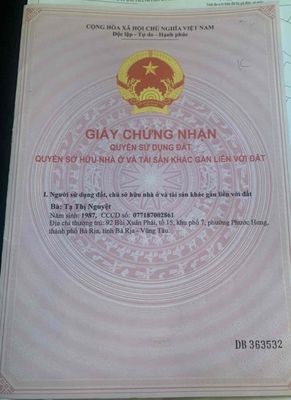 CỘNG HÒA XÃ HỘI CHỦ NGHĨA VIỆT NAM
Độc lập - Tự do - Hạnh phúc
GIẤY CHỨNG NHẬN
QUYỀN SỬ DỤNG ĐẤT
QUYỀN SỞ HỮU NHÀ Ở VÀ TÀI SẢN KHÁC GẮN LIỀN VỚI ĐẤT
I. Người sử dụng đất, chủ sở hữu nhà ở và tài sản khác gắn liền với đất
Bà: Tạ Thị Nguyệt
Năm sinh: 1987, CCCD số: 077187002861
Địa chỉ thường trú: 92 Bùi Xuân Phái, tổ 15, khu phố 7, phường Phước Hưng,
thành phố Bà Rịa, tỉnh Bà Rịa - Vũng Tàu.
DB 363532